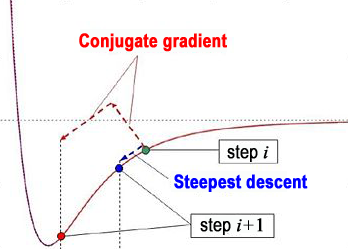 Conjugate gradient
step i
Steepest descent
step i+1